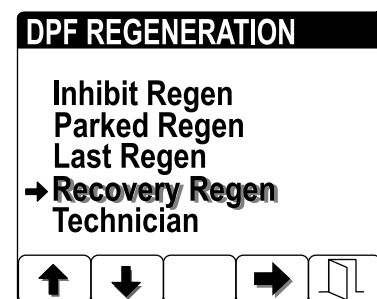 DPF REGENERATION
Inhibit Regen
Parked Regen
Last Regen
Recovery Regen
Technician